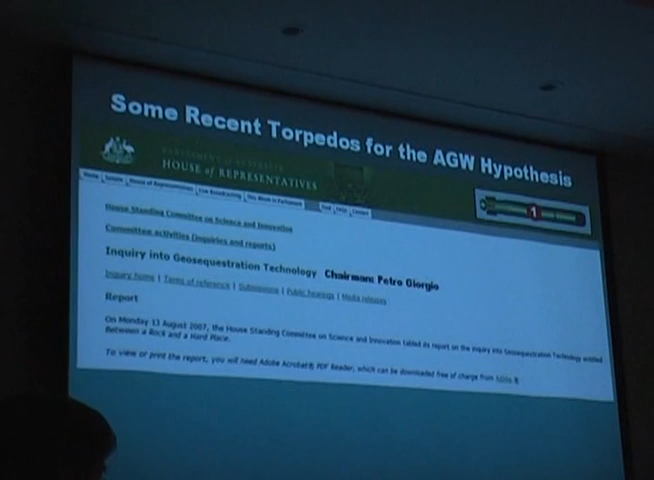 Some Recent Torpedos for the AGW Hypothesis
PARLIAMENT of AUSTRALIA
HOUSE of REPRESENTATIVES
1
Home Senate House of Representatives Live Broadcasting This Week in Parliament Find FAQs Contact
House Standing Committee on Science and Innovation
Committee activities (inquiries and reports)
Inquiry into Geosequestration Technology Chairman: Petro Giorgio
Inquiry home | Terms of reference | Submissions | Public hearings | Media releases
Report
On Monday 13 August 2007, the House Standing Committee on Science and Innovation tabled its report on the inquiry into Geosequestration Technology entitled
Between a Rock and a Hard Place.
To view or print the report, you will need Adobe Acrobat® PDF Reader, which can be downloaded free of charge from